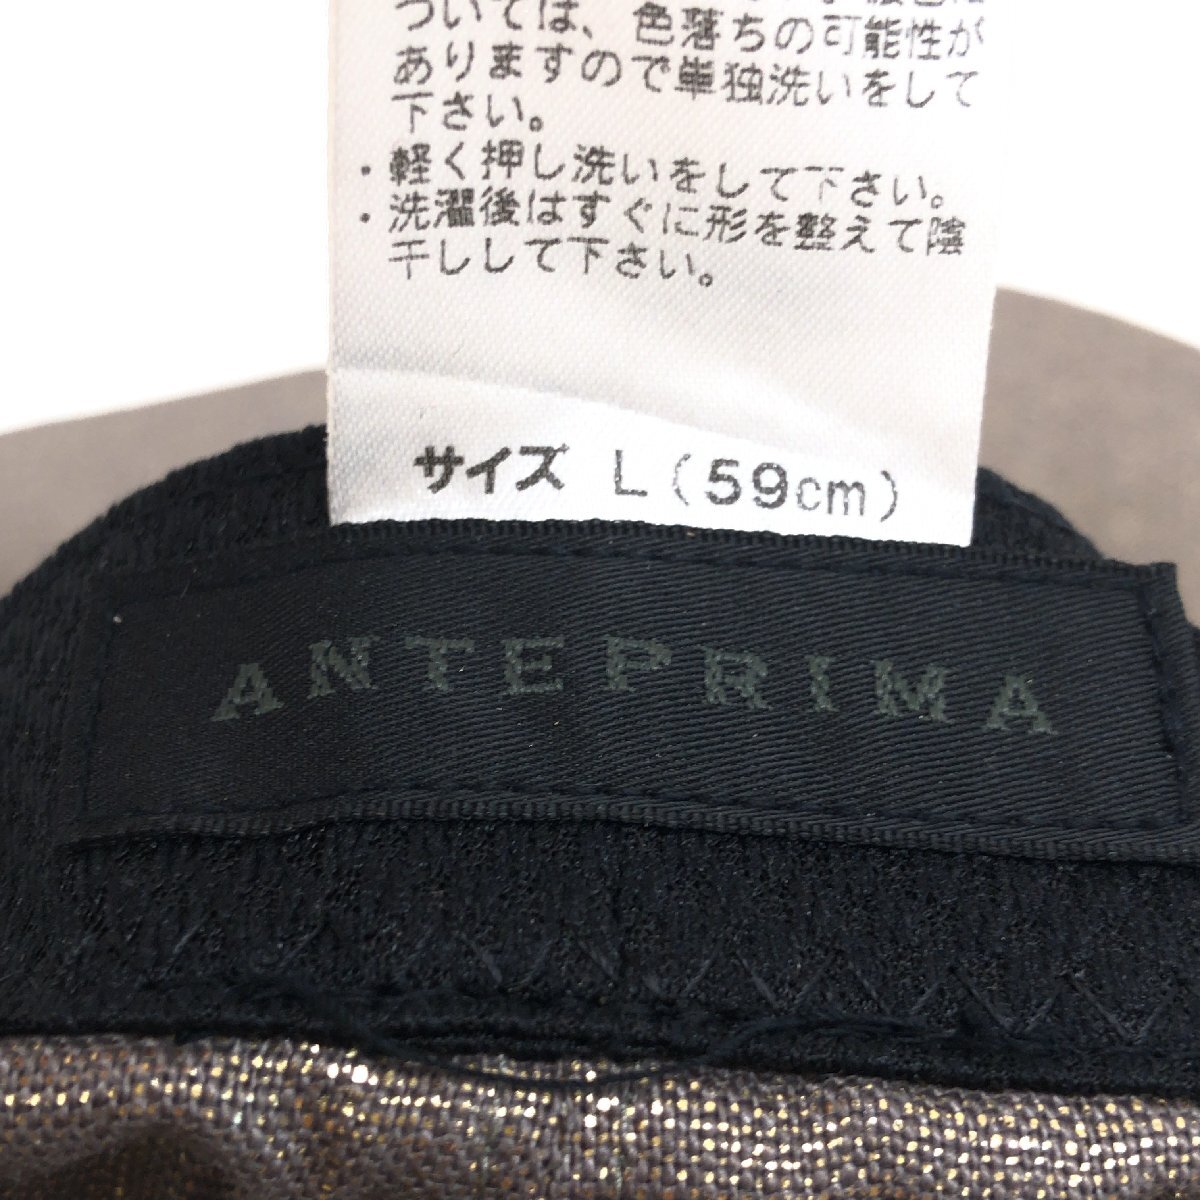 ついては、色落ちの可能性が
ありますので単独洗いをして
下さい。
・軽く押し洗いをして下さい。
・洗濯後はすぐに形を整えて陰
干しして下さい。
サイズ L(59cm)
ANTEPRIMA